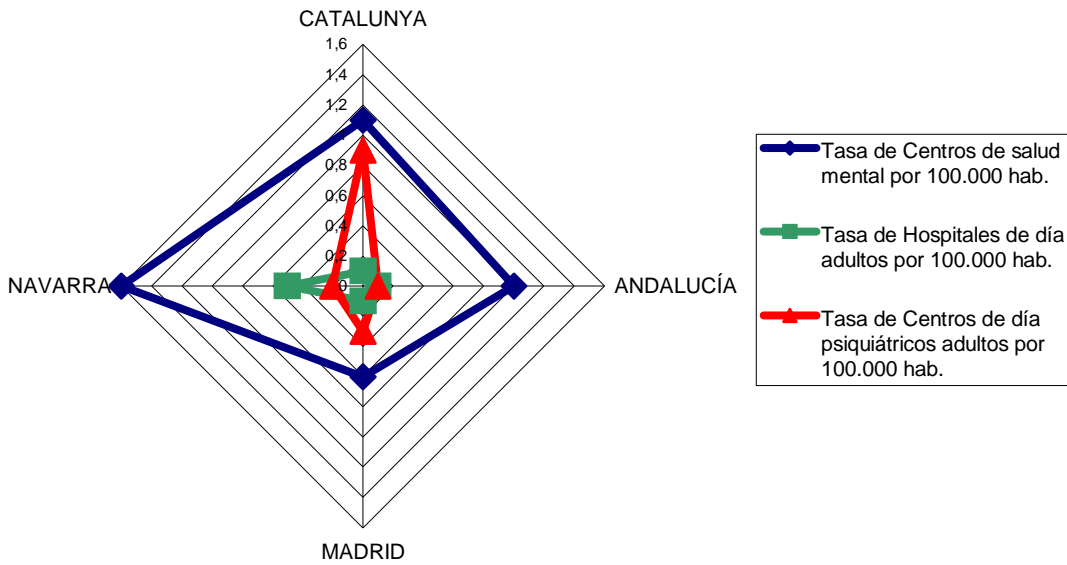 CATALUNYA
1,6
1,4
1,2
0,8
0,6
0,4
0,2
0
NAVARRA
ANDALUCÍA
MADRID
Tasa de Centros de salud
mental por 100.000 hab.
Tasa de Hospitales de día
adultos por 100.000 hab.
Tasa de Centros de día
psiquiátricos adultos por
100.000 hab.